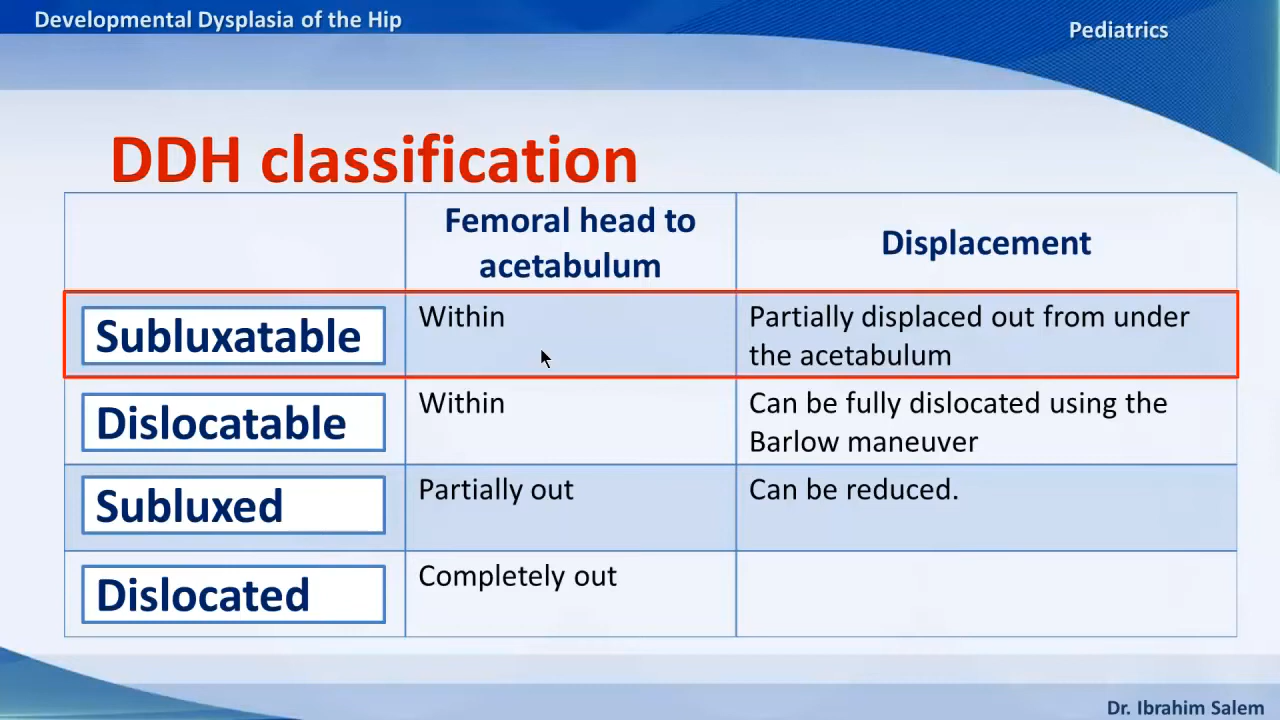 Developmental Dysplasia of the Hip
Pediatrics
DDH classification
Femoral head to
acetabulum
Displacement
Subluxatable
Within
Partially displaced out from under
the acetabulum
Dislocatable
Within
Can be fully dislocated using the
Barlow maneuver
Subluxed
Partially out
Can be reduced.
Dislocated
Completely out
Dr. Ibrahim Salem